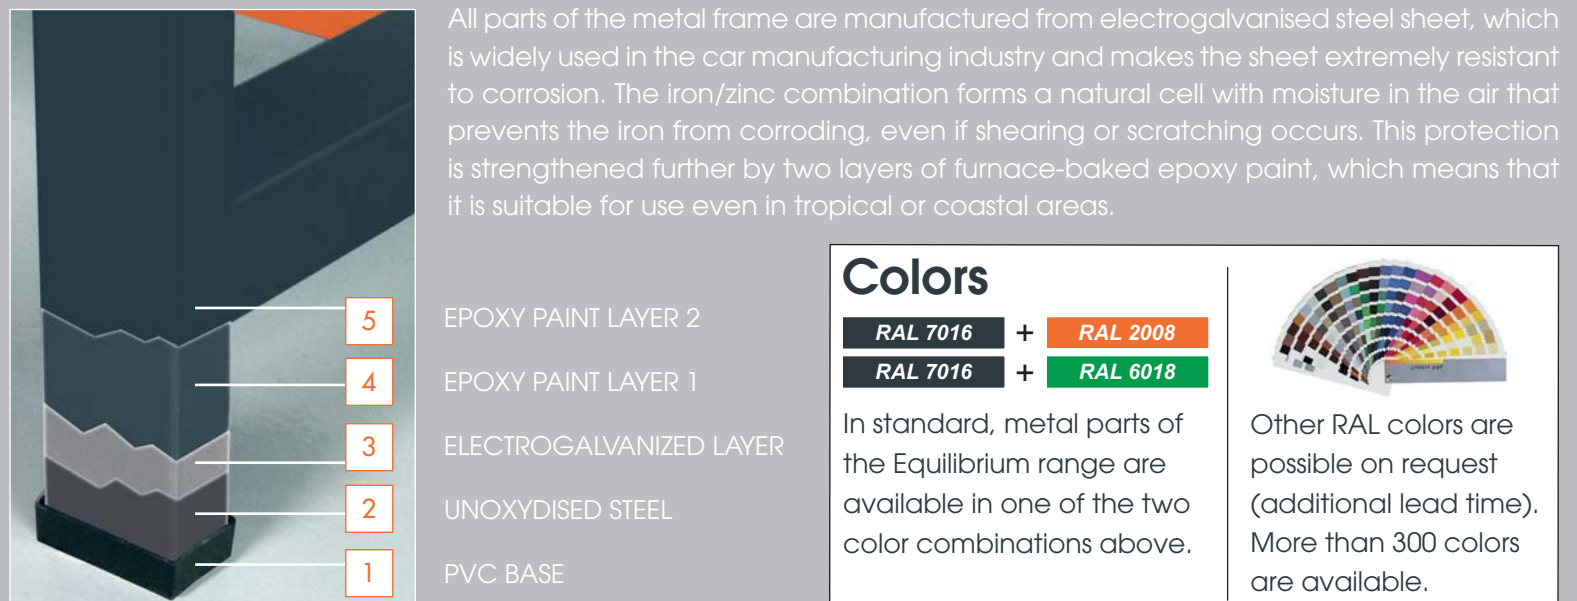 All parts of the metal frame are manufactured from electrogalvanised steel sheet, which
is widely used in the car manufacturing industry and makes the sheet extremely resistant
to corrosion. The iron/zinc combination forms a natural cell with moisture in the air that
prevents the iron from corroding, even if shearing or scratching occurs. This protection
is strengthened further by two layers of furnace-baked epoxy paint, which means that
it is suitable for use even in tropical or coastal areas.
5 EPOXY PAINT LAYER 2
4 EPOXY PAINT LAYER 1
3 ELECTROGALVANIZED LAYER
2 UNOXYDISED STEEL
1 PVC BASE
Colors
RAL 7016 + RAL 2008
RAL 7016 + RAL 6018
In standard, metal parts of
the Equilibrium range are
available in one of the two
color combinations above.
Other RAL colors are
possible on request
(additional lead time).
More than 300 colors
are available.